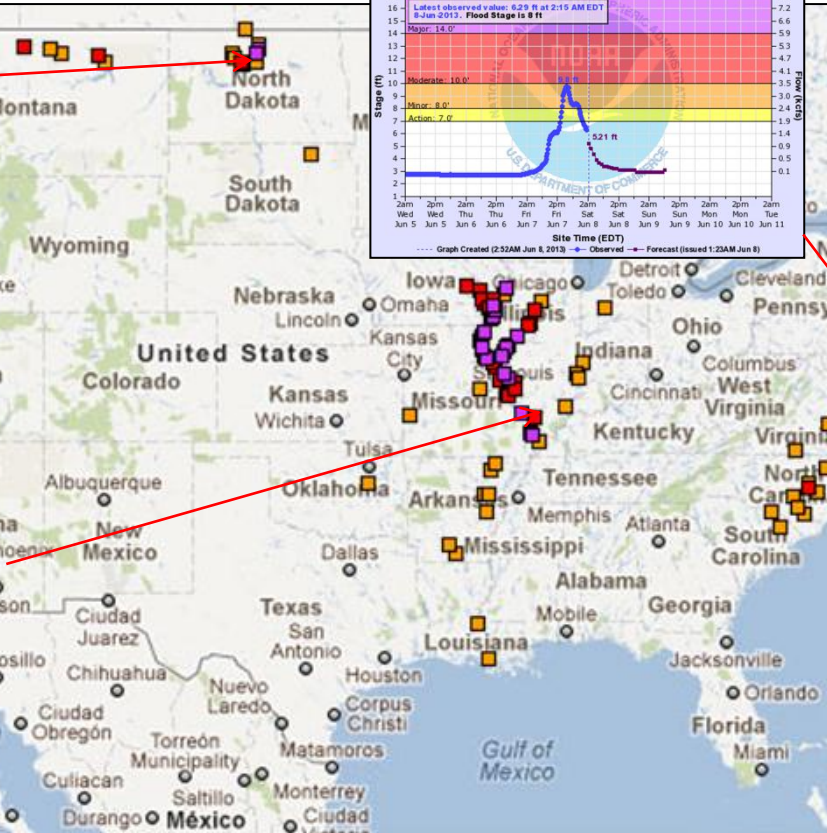 Latest observed value: 6.29 ft at 2:15 AM EDT
8-Jun-2013. Flood Stage is 8 ft
16
15
14
13
12
11
10
9
8
7
6
5
4
3
2
1
Stage (ft)
Major: 14.0'
Moderate: 10.0'
Minor: 8.0'
Action: 7.0'
9.8 ft
5.21 ft
NOAA
U.S. DEPARTMENT OF COMMERCE
7.2
6.6
5.9
5.3
4.7
4.1
3.5
3.0
2.4
1.9
1.4
0.9
0.5
0.1
Flow (kcfs)
2am 2pm 2am 2pm 2am 2pm 2am 2pm 2am 2pm 2am 2pm 2am
Wed Wed Thu Thu Fri Fri Sat Sat Sun Sun Mon Mon Tue
Jun 5 Jun 5 Jun 6 Jun 6 Jun 7 Jun 7 Jun 8 Jun 8 Jun 9 Jun 9 Jun 10 Jun 10 Jun 11
Site Time (EDT)
Graph Created (2:52AM Jun 8, 2013) Observed Forecast (issued 1:23AM Jun 8)
North
Dakota
ontana
South
Dakota
Wyoming
Iowa
Chicago
Detroit
Toledo
Cleveland
Nebraska
Omaha
Lincoln
Illinois
Pennsy
Ohio
Kansas
City
Indiana
United States
Columbus
Colorado
Kansas
Missouri
Cincinnati
West
Virginia
Wichita
Kentucky
Virginia
Tulsa
Albuquerque
Oklahoma
Tennessee
North
Arkansas
Memphis
New
Mexico
Atlanta
South
Carolina
Dallas
Mississippi
Alabama
Texas
Georgia
Ciudad
Juarez
San
Antonio
Mobile
Louisiana
Jacksonville
Chihuahua
Houston
Nuevo
Laredo
Corpus
Christi
Orlando
Ciudad
Obregón
Florida
Torreón
Municipality
Matamoros
Gulf of
Mexico
Miami
Culiacan
Saltillo
Monterrey
Durango
México
Ciudad